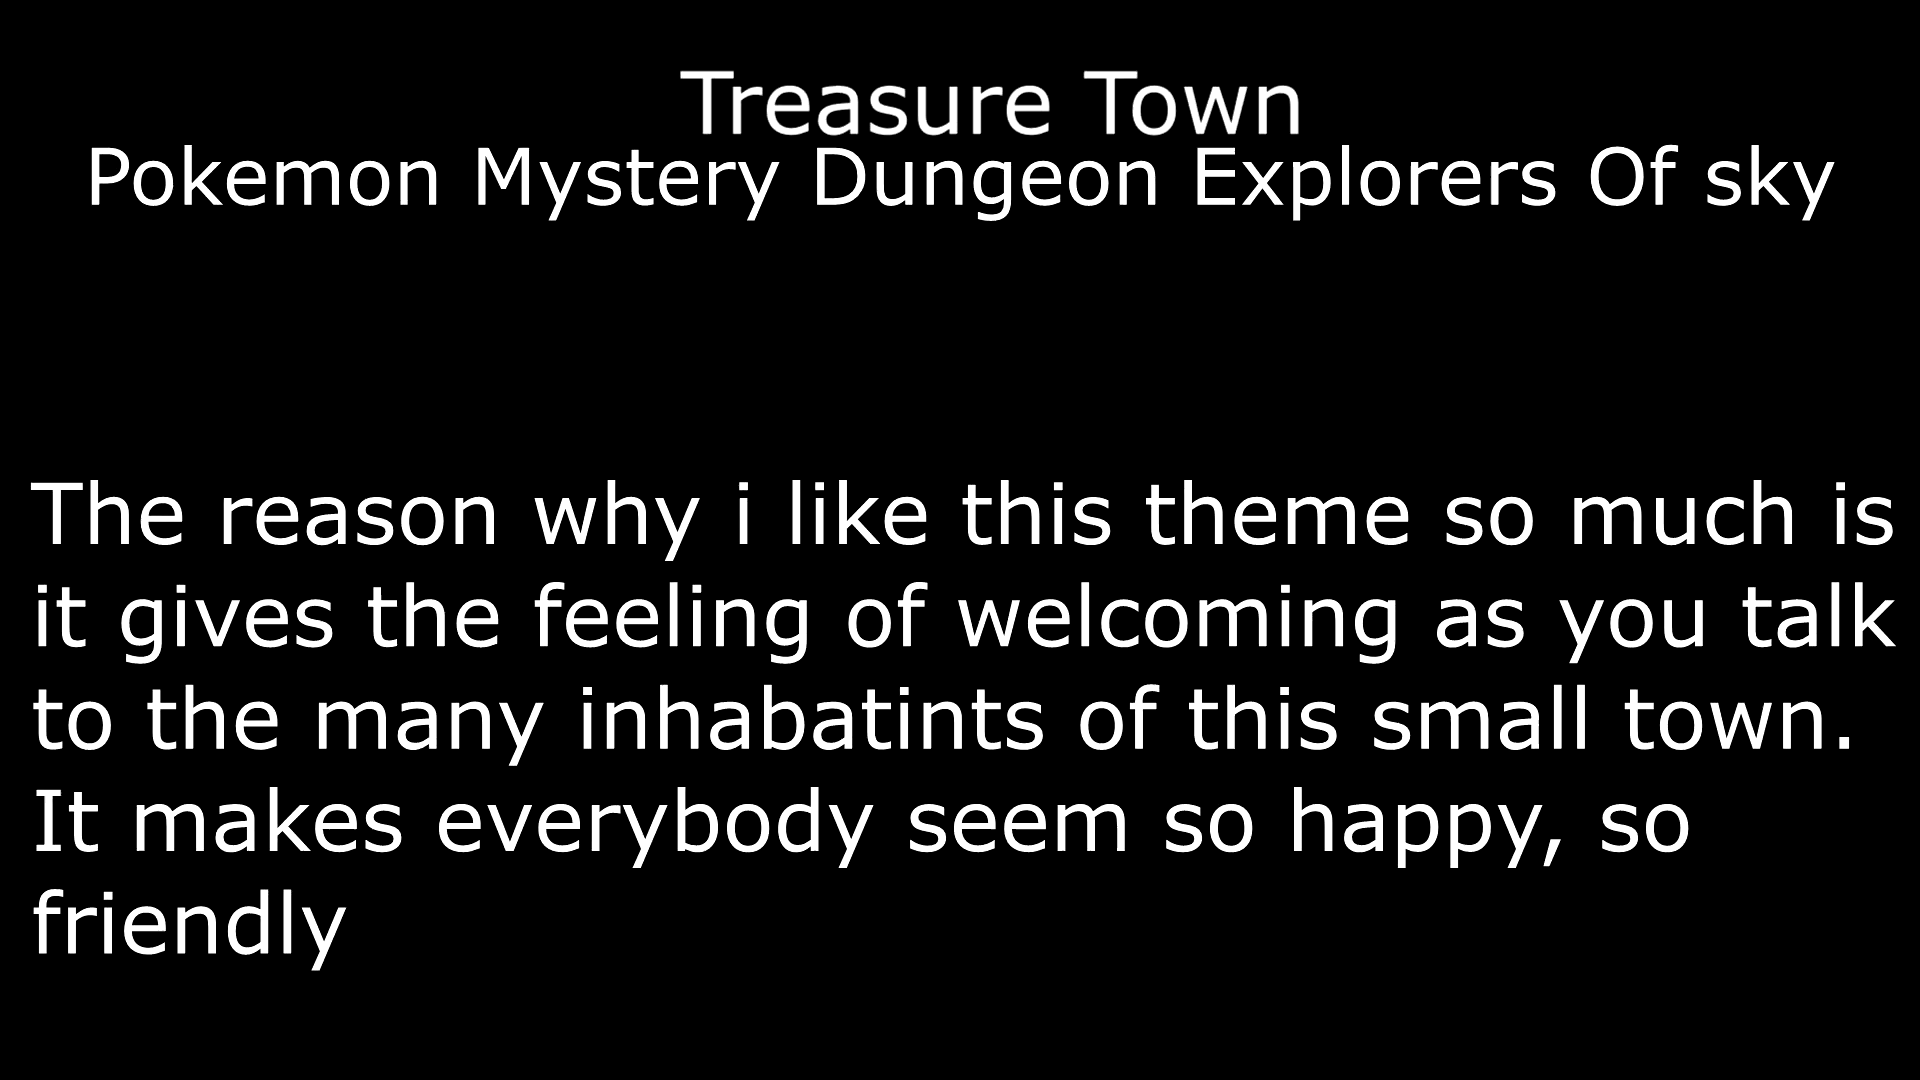 Treasure Town
Pokemon Mystery Dungeon Explorers Of sky
The reason why i like this theme so much is
it gives the feeling of welcoming as you talk
to the many inhabatints of this small town.
It makes everybody seem so happy, so
friendly